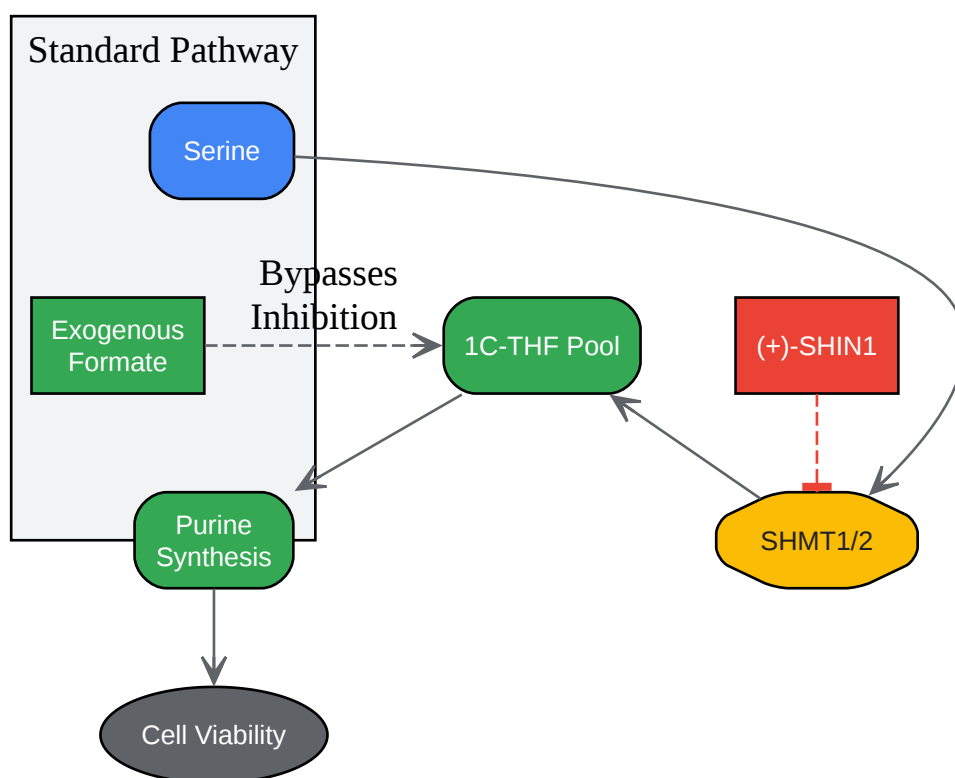 Standard Pathway
Serine
Bypasses
Inhibition
Exogenous
Formate
1C-THF Pool
(+)-SHIN1
Purine
Synthesis
SHMT1/2
Cell Viability